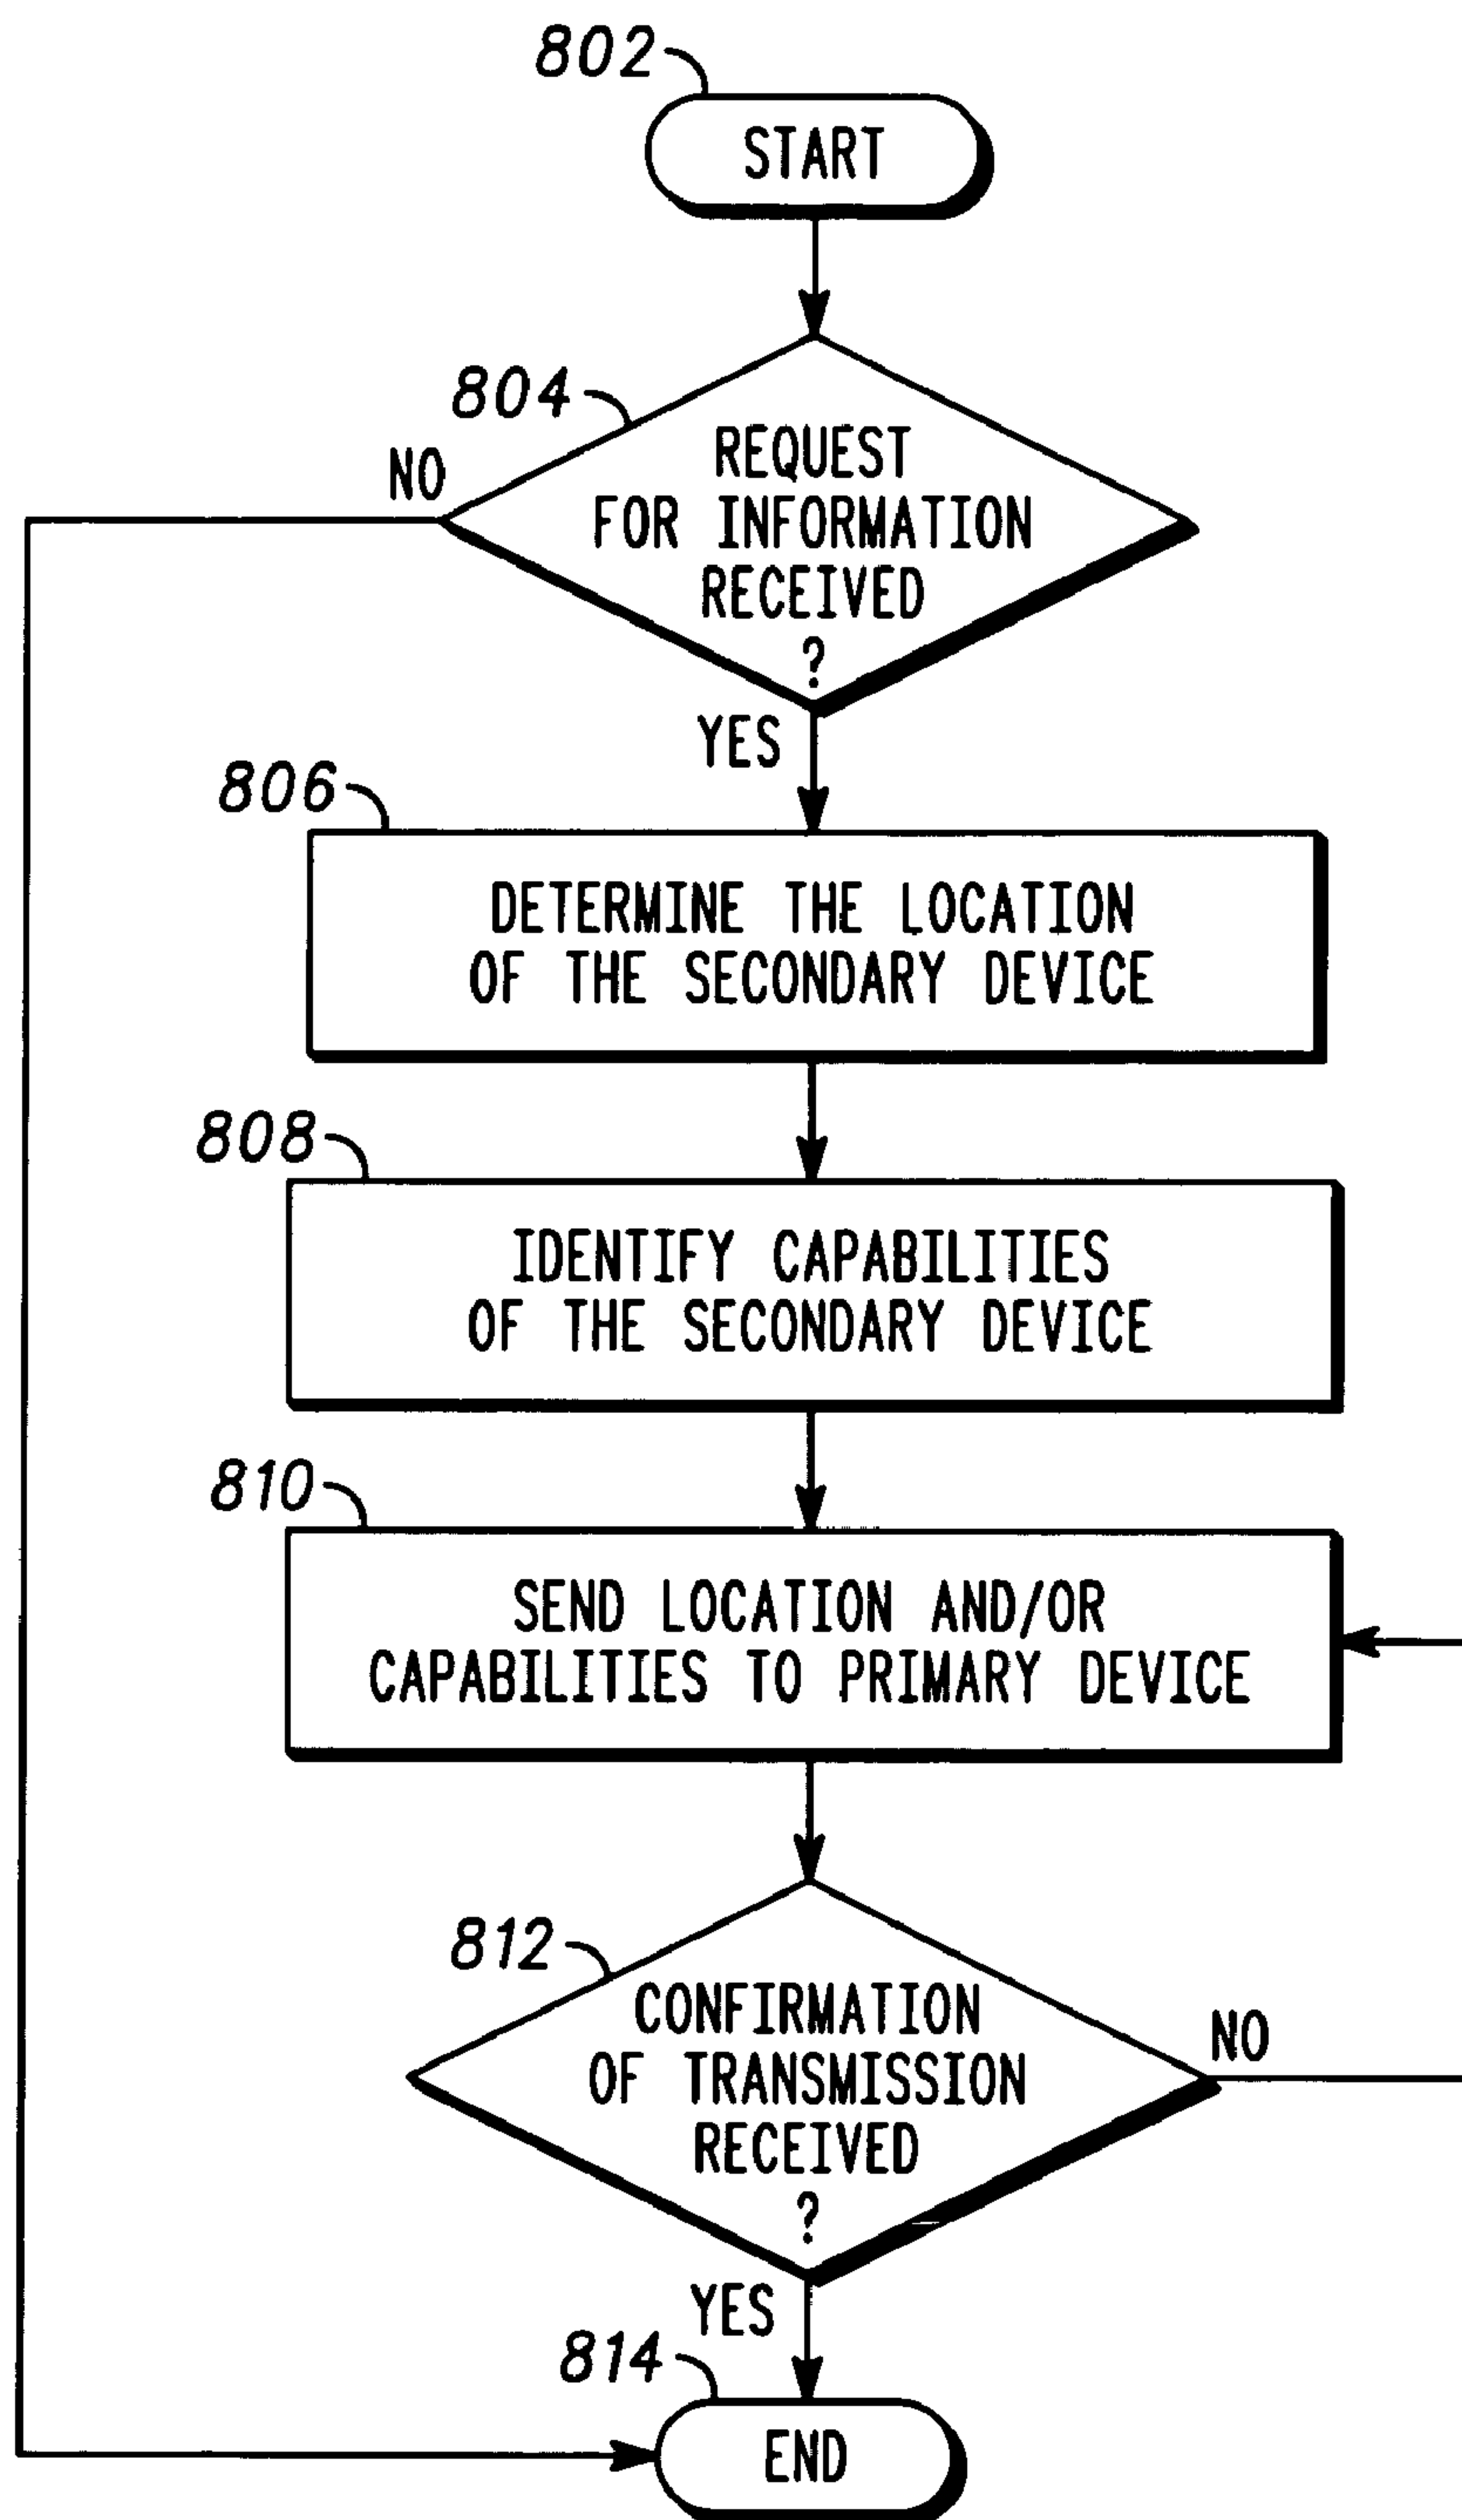 802
START
804
NO
REQUEST
FOR INFORMATION
RECEIVED
?
YES
806
DETERMINE THE LOCATION
OF THE SECONDARY DEVICE
808
IDENTIFY CAPABILITIES
OF THE SECONDARY DEVICE
810
SEND LOCATION AND/OR
CAPABILITIES TO PRIMARY DEVICE
812
CONFIRMATION
OF TRANSMISSION
RECEIVED
?
NO
YES
814
END